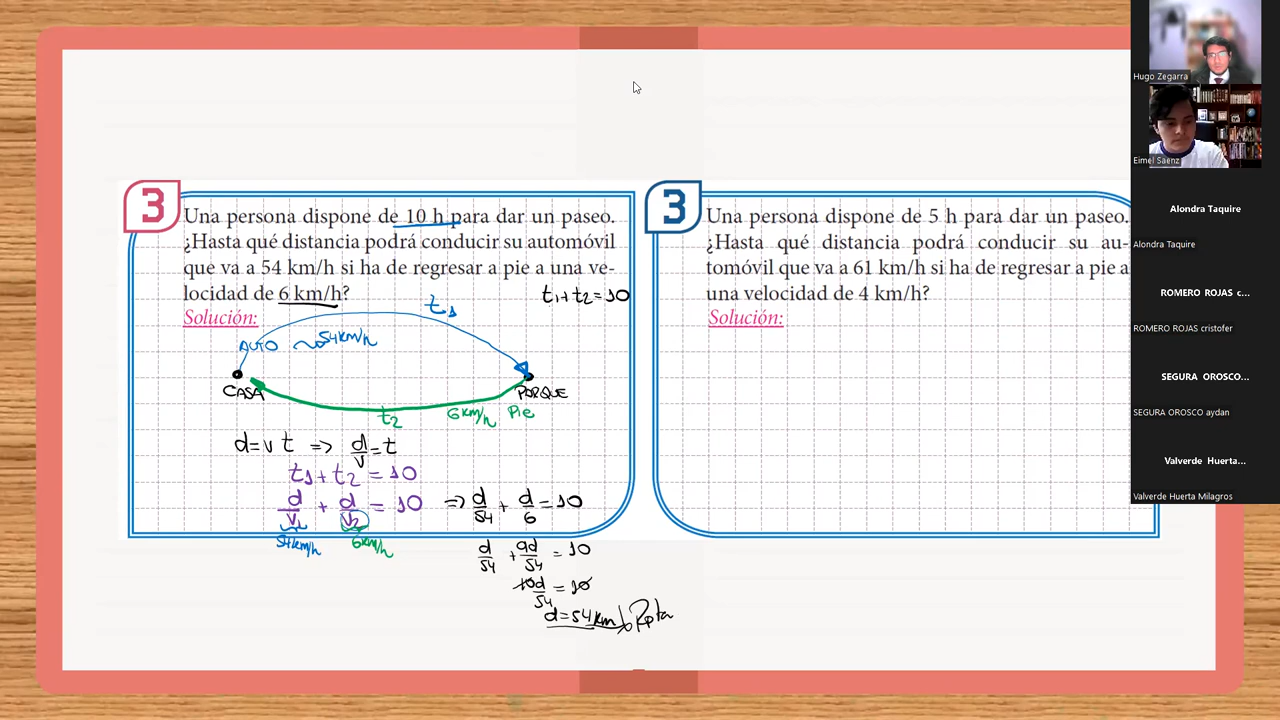 3
Una persona dispone de 10 h para dar un paseo.
¿Hasta qué distancia podrá conducir su automóvil
que va a 54 km/h si ha de regresar a pie a una ve-
locidad de 6 km/h?
Solución:
t1+t2=10
t1
AUTO 54km/h
CASA
PORQUE
t2
6km/h Pie
d=v t => d/v=t
t1+t2=10
d/v1 + d/v2 = 10
54km/h 6km/h
=> d/54 + d/6 = 10
d/54 + 9d/54 = 10
10d/54 = 10
d=54km Rpta
3
Una persona dispone de 5 h para dar un paseo.
¿Hasta qué distancia podrá conducir su au-
tomóvil que va a 61 km/h si ha de regresar a pie a
una velocidad de 4 km/h?
Solución:
Hugo Zegarra
Eimel Saenz
Alondra Taquire
Alondra Taquire
ROMERO ROJAS c...
ROMERO ROJAS cristofer
SEGURA OROSCO...
SEGURA OROSCO aydan
Valverde Huerta...
Valverde Huerta Milagros